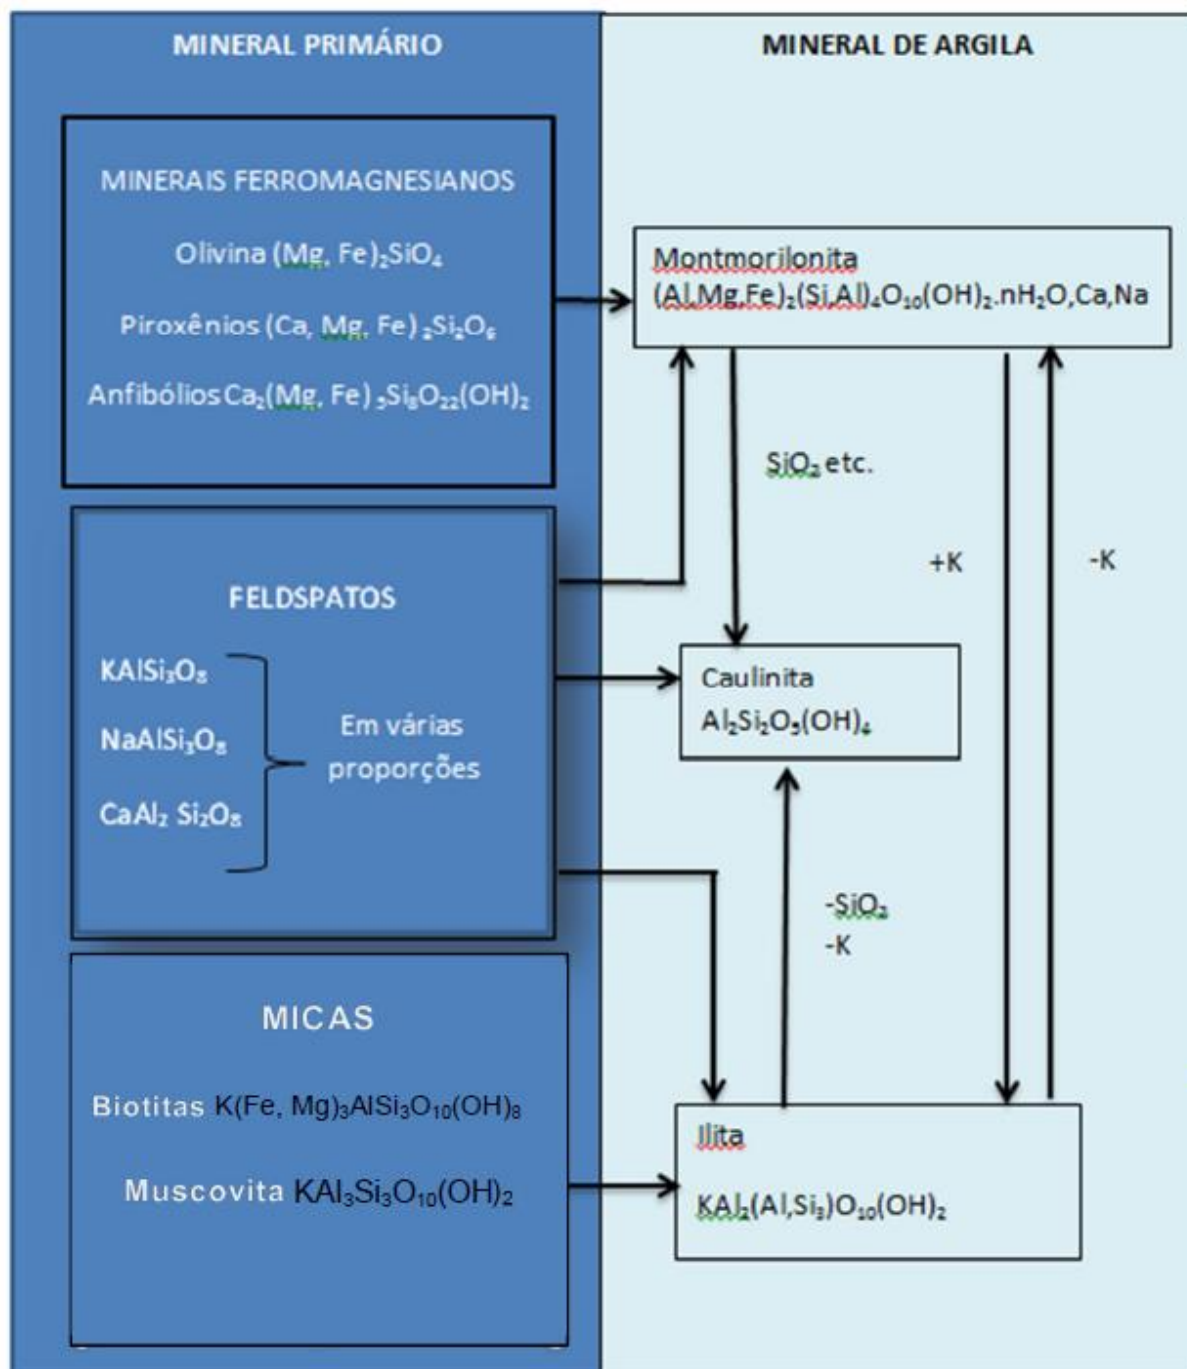 MINERAL PRIMÁRIO
MINERAIS FERROMAGNESIANOS
Olivina (Mg, Fe)₂SiO₄
Piroxênios (Ca, Mg, Fe) ₂Si₂O₆
Anfibólios Ca₂(Mg, Fe) ₅Si₈O₂₂(OH)₂
FELDSPATOS
KAlSi₃O₈
NaAlSi₃O₈
CaAl₂ Si₂O₈
Em várias
proporções
MICAS
Biotitas K(Fe, Mg)₃AlSi₃O₁₀(OH)₈
Muscovita KAl₃Si₃O₁₀(OH)₂
MINERAL DE ARGILA
Montmorilonita
(Al,Mg,Fe)₂(Si,Al)₄O₁₀(OH)₂.nH₂O,Ca,Na
SiO₂ etc.
+K
-K
Caulinita
Al₂Si₂O₅(OH)₄
-SiO₂
-K
Ilita
KAl₂(Al,Si₃)O₁₀(OH)₂